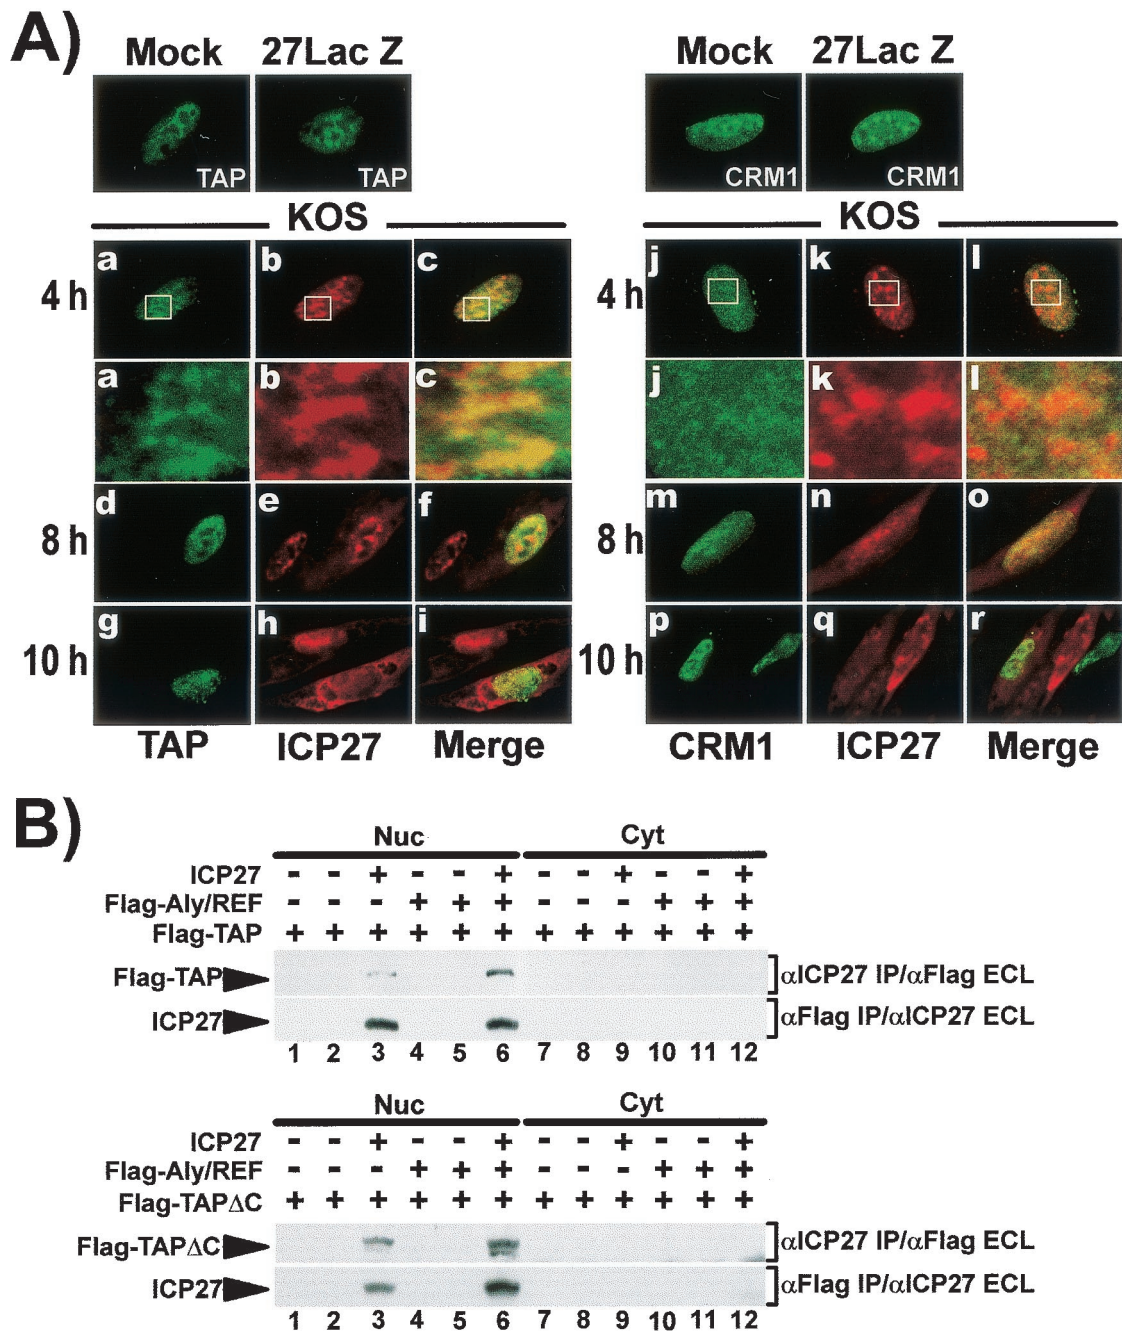 A)
Mock 27Lac Z Mock 27Lac Z
TAP TAP CRM1 CRM1
KOS KOS
4 h a b c 4 h j k l
a b c j k l
8 h d e f 8 h m n o
10 h g h i 10 h p q r
TAP ICP27 Merge CRM1 ICP27 Merge
B)
Nuc Cyt
ICP27 - - + - - + - - + - - +
Flag-Aly/REF - - - + + + - - - + + +
Flag-TAP + + + + + + + + + + + +
Flag-TAP αICP27 IP/αFlag ECL
ICP27 αFlag IP/αICP27 ECL
1 2 3 4 5 6 7 8 9 10 11 12
Nuc Cyt
ICP27 - - + - - + - - + - - +
Flag-Aly/REF - - - + + + - - - + + +
Flag-TAPΔC + + + + + + + + + + + +
Flag-TAPΔC αICP27 IP/αFlag ECL
ICP27 αFlag IP/αICP27 ECL
1 2 3 4 5 6 7 8 9 10 11 12